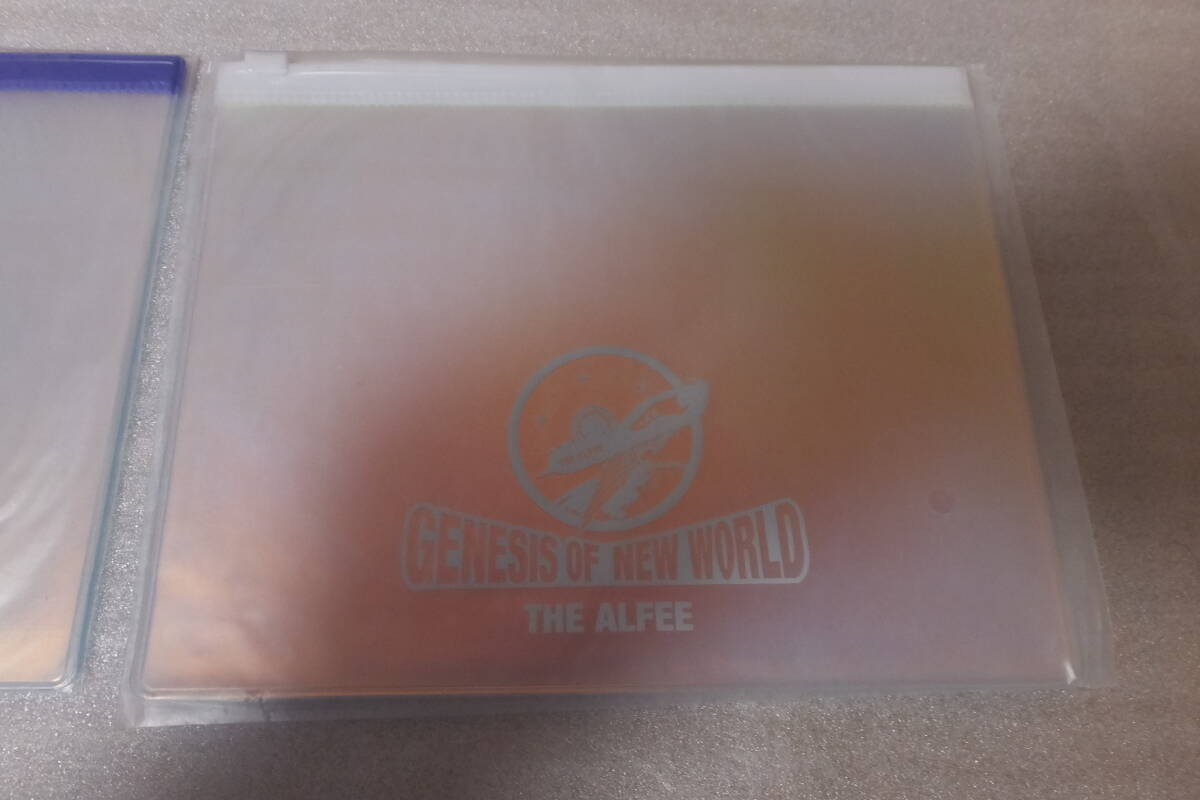 GENESIS OF NEW WORLD
THE ALFEE